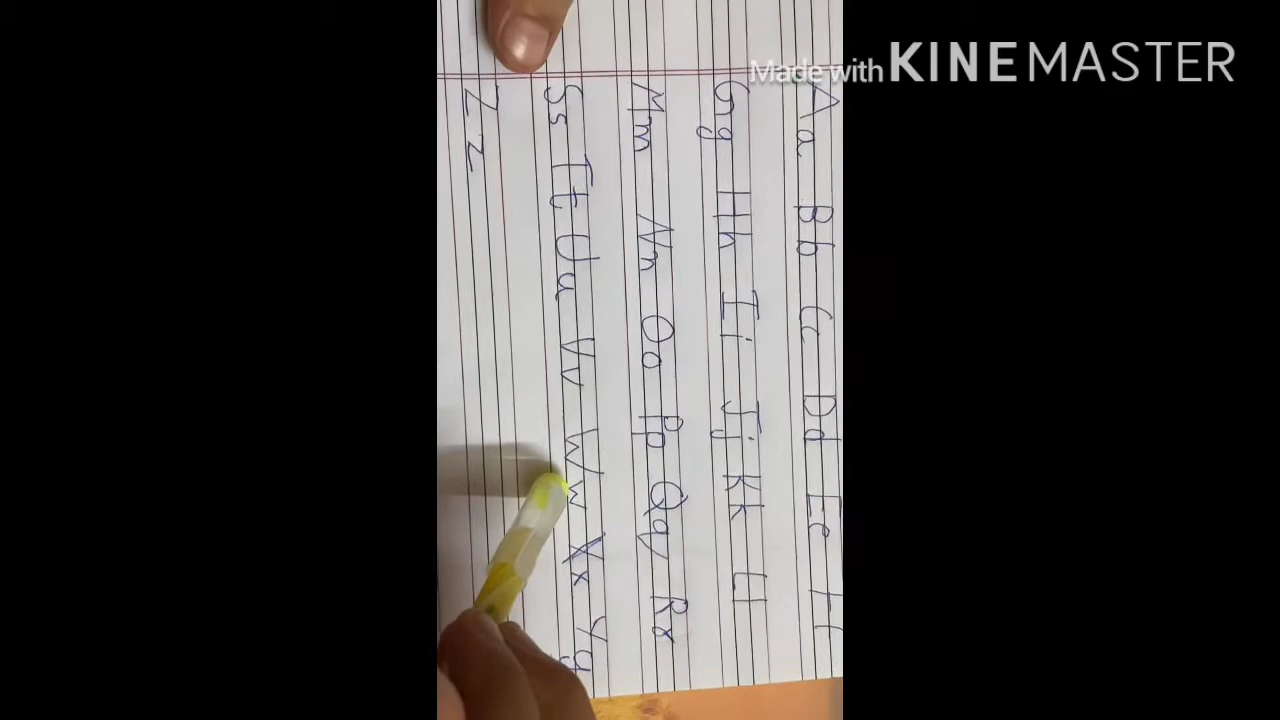 Made with KINEMASTER
Aa Bb Cc Dd Ee Ff
Gg Hh Ii Jj Kk Ll
Mm Nn Oo Pp Qq Rr
Ss Tt Uu Vv Ww Xx Yy
Zz